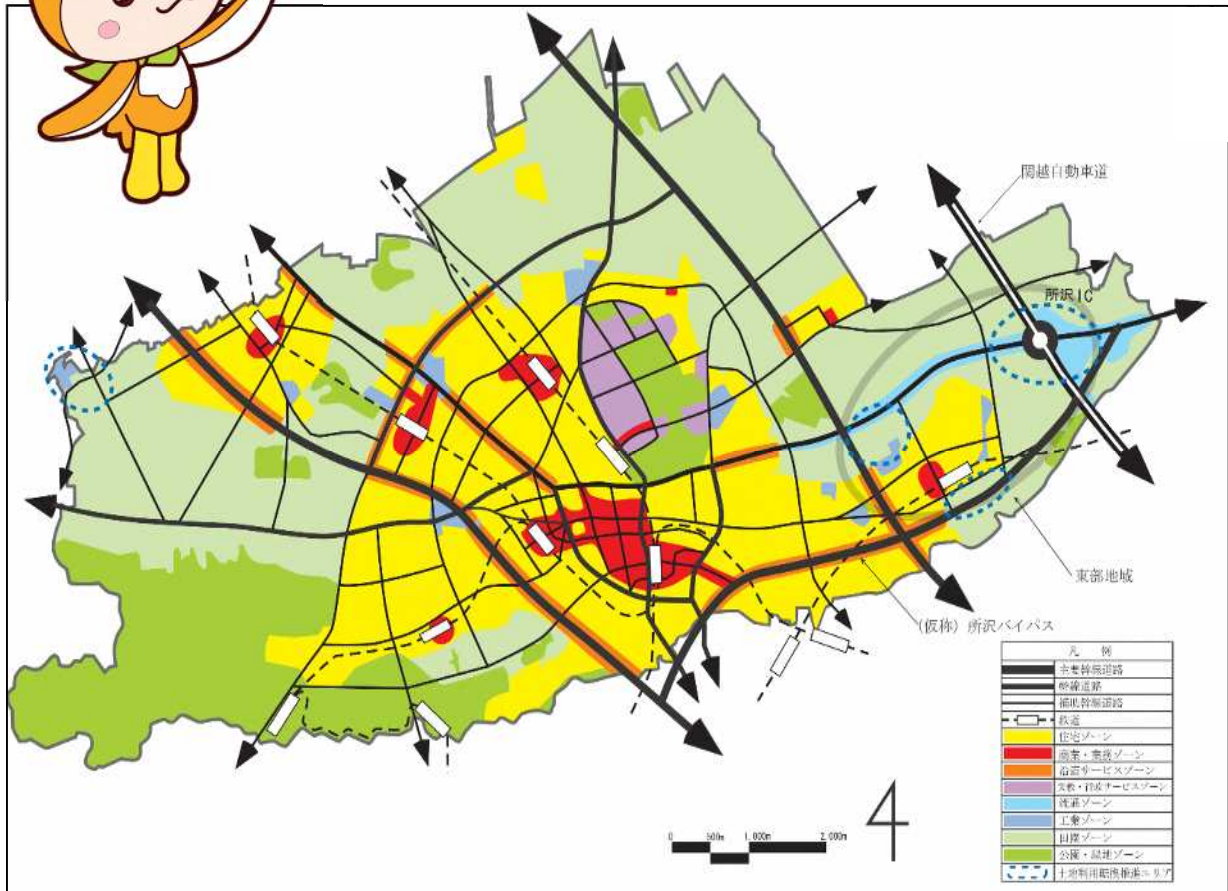 関越自動車道
所沢IC
東部地域
(仮称) 所沢バイパス
凡 例
主要幹線道路
幹線道路
補助幹線道路
鉄道
住宅ゾーン
商業・業務ゾーン
沿道サービスゾーン
文教・行政サービスゾーン
流通ゾーン
工業ゾーン
田園ゾーン
公園・緑地ゾーン
土地利用転換推進エリア
0 500m 1,000m 2,000m